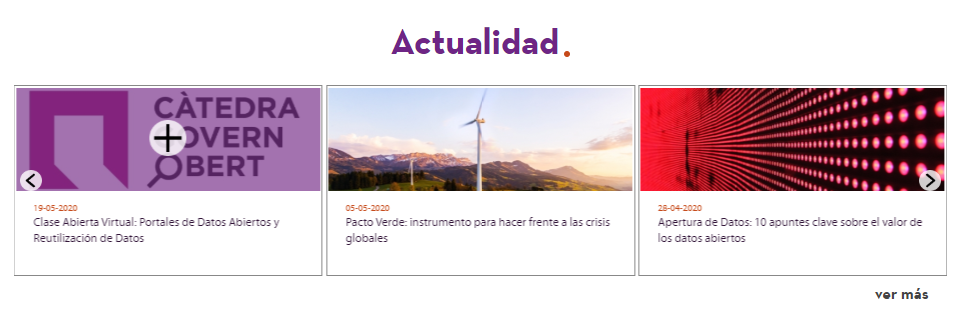 Actualidad.
CÀTEDRA
GOVERN
OBERT
19-05-2020
Clase Abierta Virtual: Portales de Datos Abiertos y
Reutilización de Datos
05-05-2020
Pacto Verde: instrumento para hacer frente a las crisis
globales
28-04-2020
Apertura de Datos: 10 apuntes clave sobre el valor de
los datos abiertos
ver más